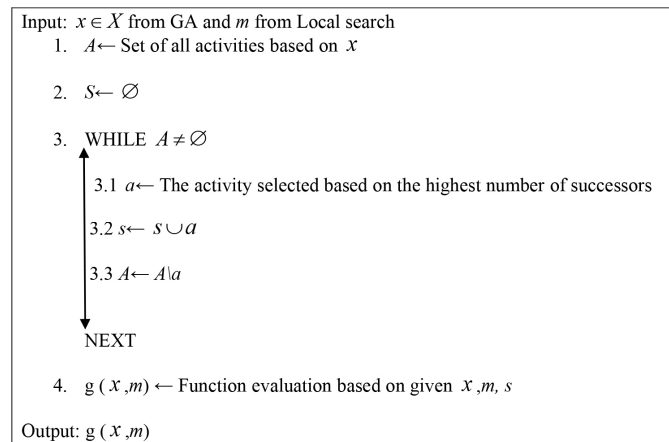 Input: x ∈ X from GA and m from Local search
1. A← Set of all activities based on x
2. S← ∅
3. WHILE A ≠ ∅
3.1 a← The activity selected based on the highest number of successors
3.2 s← s ∪ a
3.3 A← A\a
NEXT
4. g ( x ,m) ← Function evaluation based on given x ,m, s
Output: g ( x ,m)